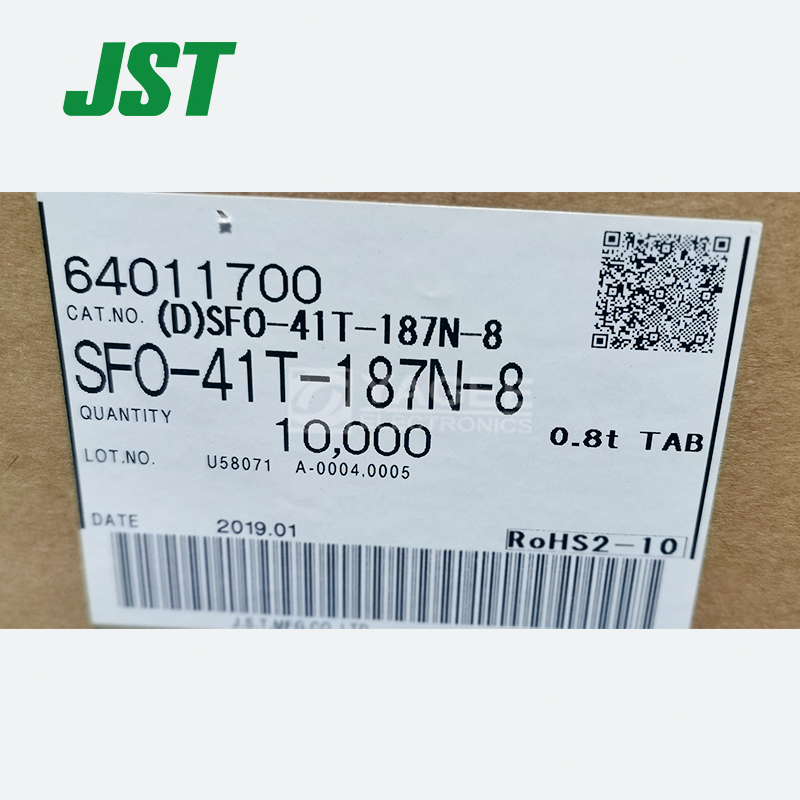 JST
64011700
CAT.NO. (D)SFO-41T-187N-8
SFO-41T-187N-8
QUANTITY
10,000
0.8t TAB
LOT.NO. U58071 A-0004,0005
DATE 2019.01
RoHS2-10
J.S.T. MFG.CO.,LTD
ELECTRONICS